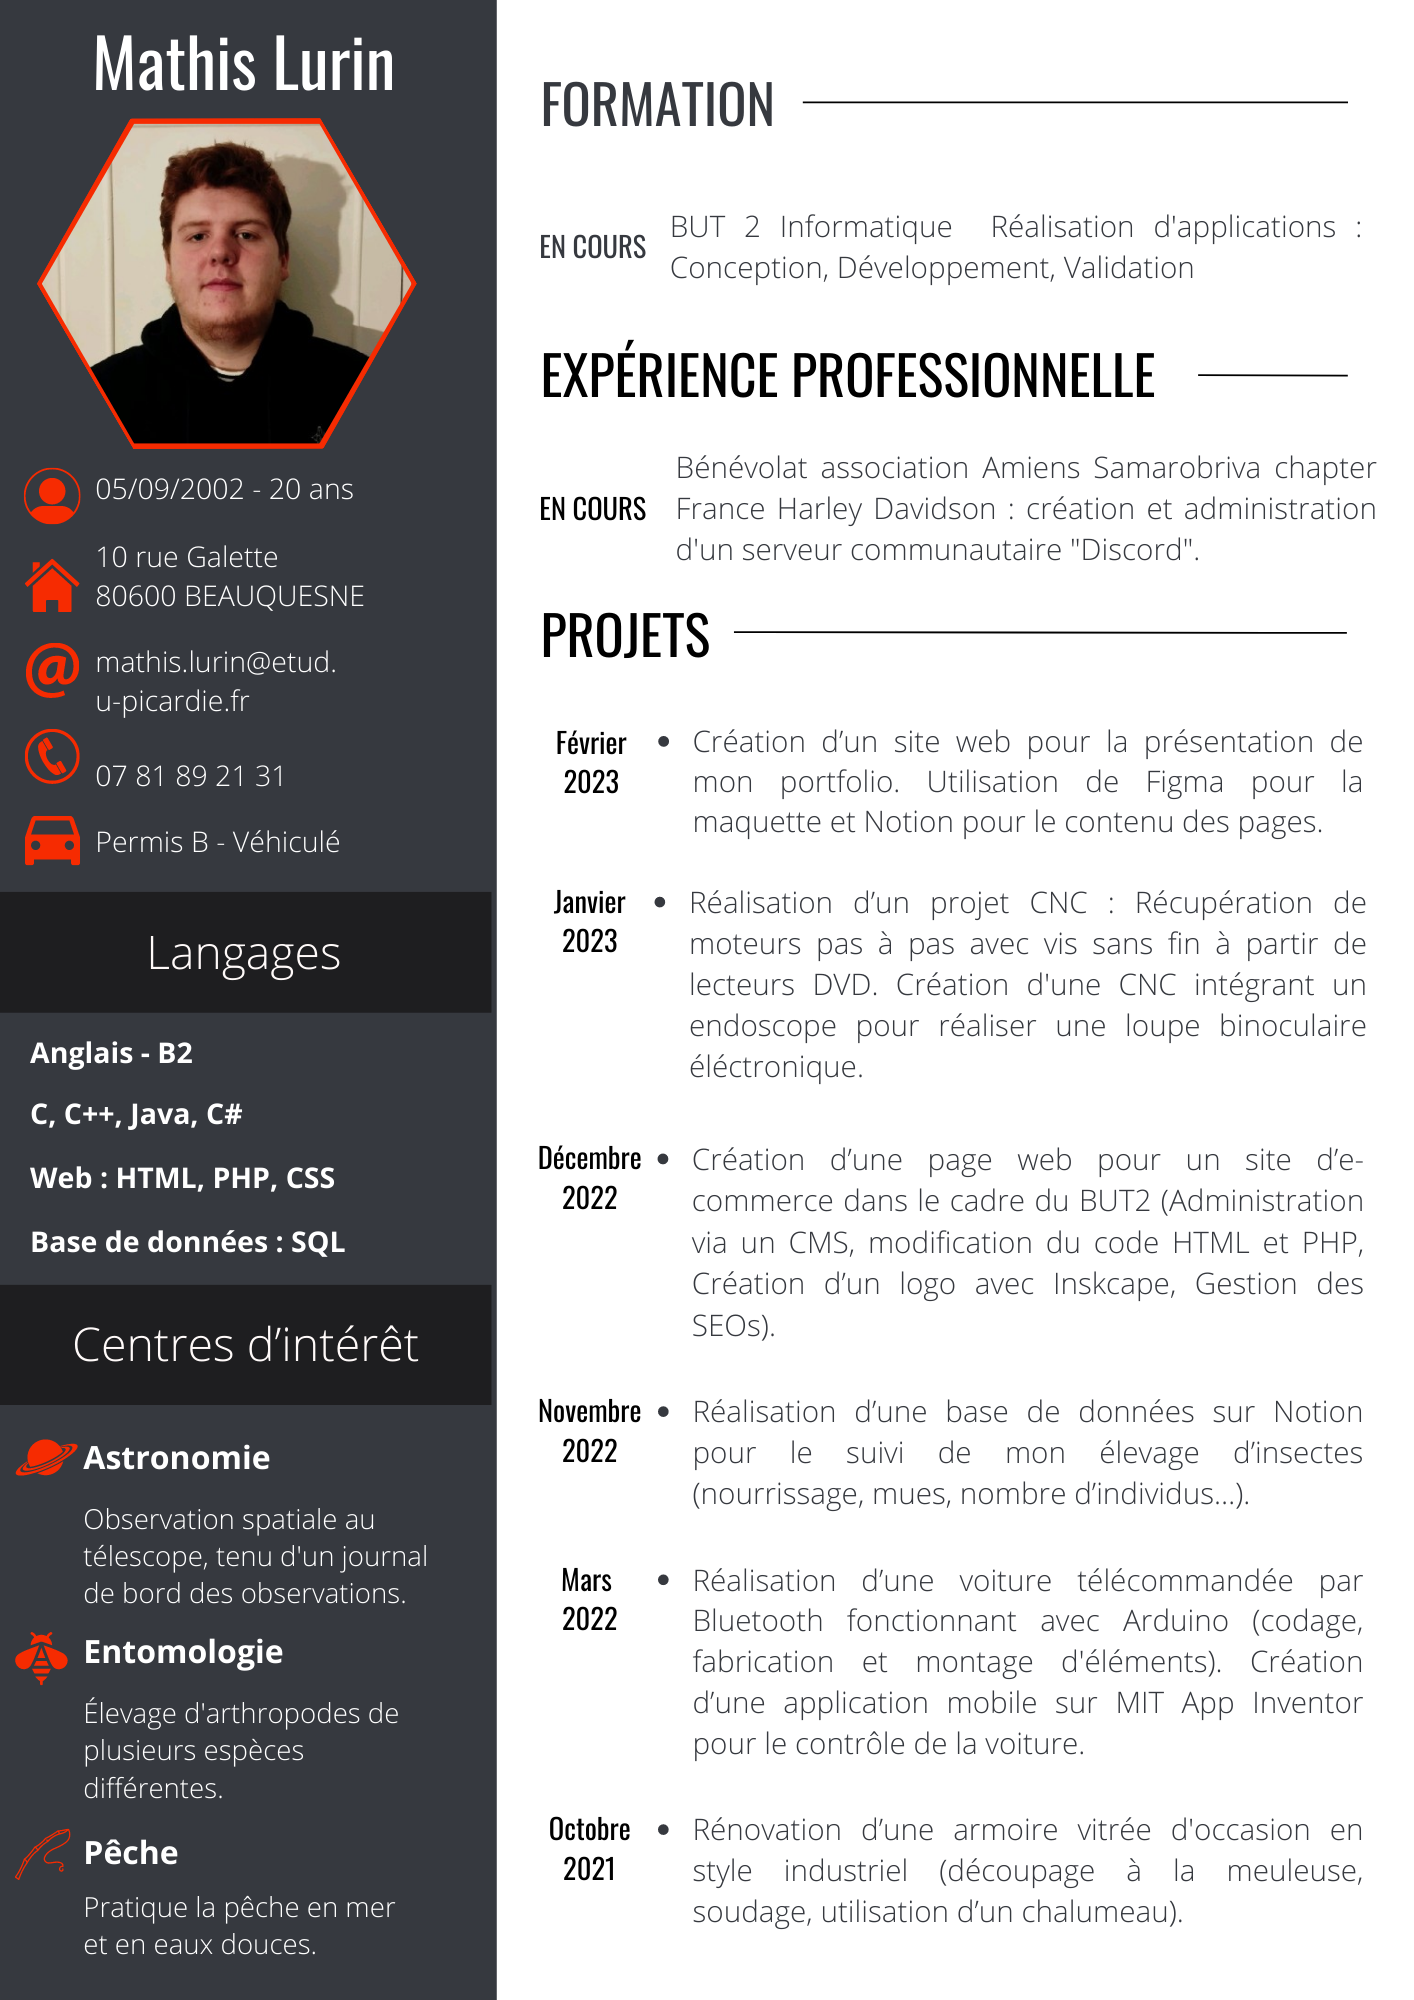 Mathis Lurin
05/09/2002 - 20 ans
10 rue Galette
80600 BEAUQUESNE
mathis.lurin@etud.
u-picardie.fr
07 81 89 21 31
Permis B - Véhiculé
Langages
Anglais - B2
C, C++, Java, C#
Web : HTML, PHP, CSS
Base de données : SQL
Centres d’intérêt
Astronomie
Observation spatiale au
télescope, tenu d'un journal
de bord des observations.
Entomologie
Élevage d'arthropodes de
plusieurs espèces
différentes.
Pêche
Pratique la pêche en mer
et en eaux douces.
FORMATION
EN COURS
BUT 2 Informatique Réalisation d'applications :
Conception, Développement, Validation
EXPÉRIENCE PROFESSIONNELLE
EN COURS
Bénévolat association Amiens Samarobriva chapter
France Harley Davidson : création et administration
d'un serveur communautaire "Discord".
PROJETS
Février
2023
• Création d’un site web pour la présentation de
mon portfolio. Utilisation de Figma pour la
maquette et Notion pour le contenu des pages.
Janvier
2023
• Réalisation d’un projet CNC : Récupération de
moteurs pas à pas avec vis sans fin à partir de
lecteurs DVD. Création d'une CNC intégrant un
endoscope pour réaliser une loupe binoculaire
éléctronique.
Décembre
2022
• Création d’une page web pour un site d’e-
commerce dans le cadre du BUT2 (Administration
via un CMS, modification du code HTML et PHP,
Création d’un logo avec Inskcape, Gestion des
SEOs).
Novembre
2022
• Réalisation d’une base de données sur Notion
pour le suivi de mon élevage d’insectes
(nourrissage, mues, nombre d’individus...).
Mars
2022
• Réalisation d’une voiture télécommandée par
Bluetooth fonctionnant avec Arduino (codage,
fabrication et montage d'éléments). Création
d’une application mobile sur MIT App Inventor
pour le contrôle de la voiture.
Octobre
2021
• Rénovation d’une armoire vitrée d'occasion en
style industriel (découpage à la meuleuse,
soudage, utilisation d’un chalumeau).